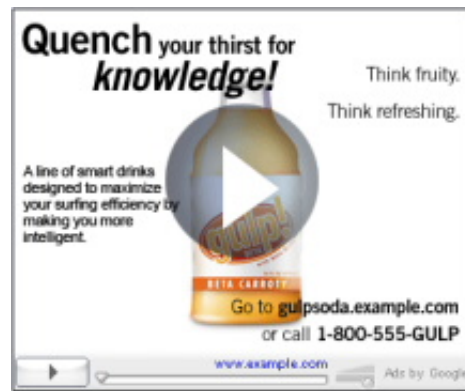 Quench your thirst for
knowledge!
Think fruity.
Think refreshing.
A line of smart drinks
designed to maximize
your surfing efficiency by
making you more
intelligent.
gulp!
BETA CARROTY
Go to gulpsoda.example.com
or call 1-800-555-GULP
www.example.com
Ads by Google